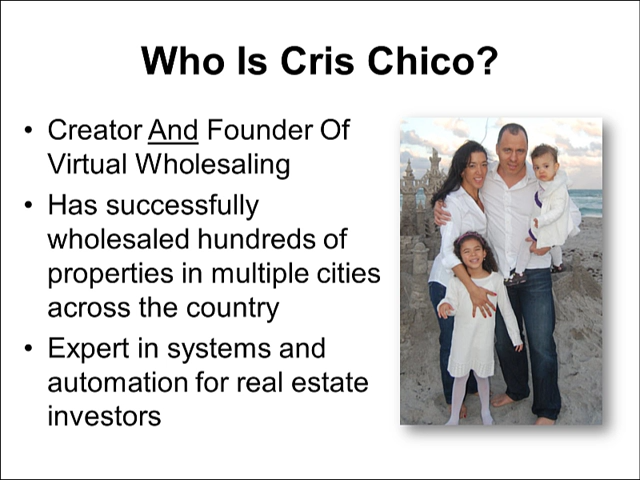 Who Is Cris Chico?
• Creator And Founder Of
Virtual Wholesaling
• Has successfully
wholesaled hundreds of
properties in multiple cities
across the country
• Expert in systems and
automation for real estate
investors